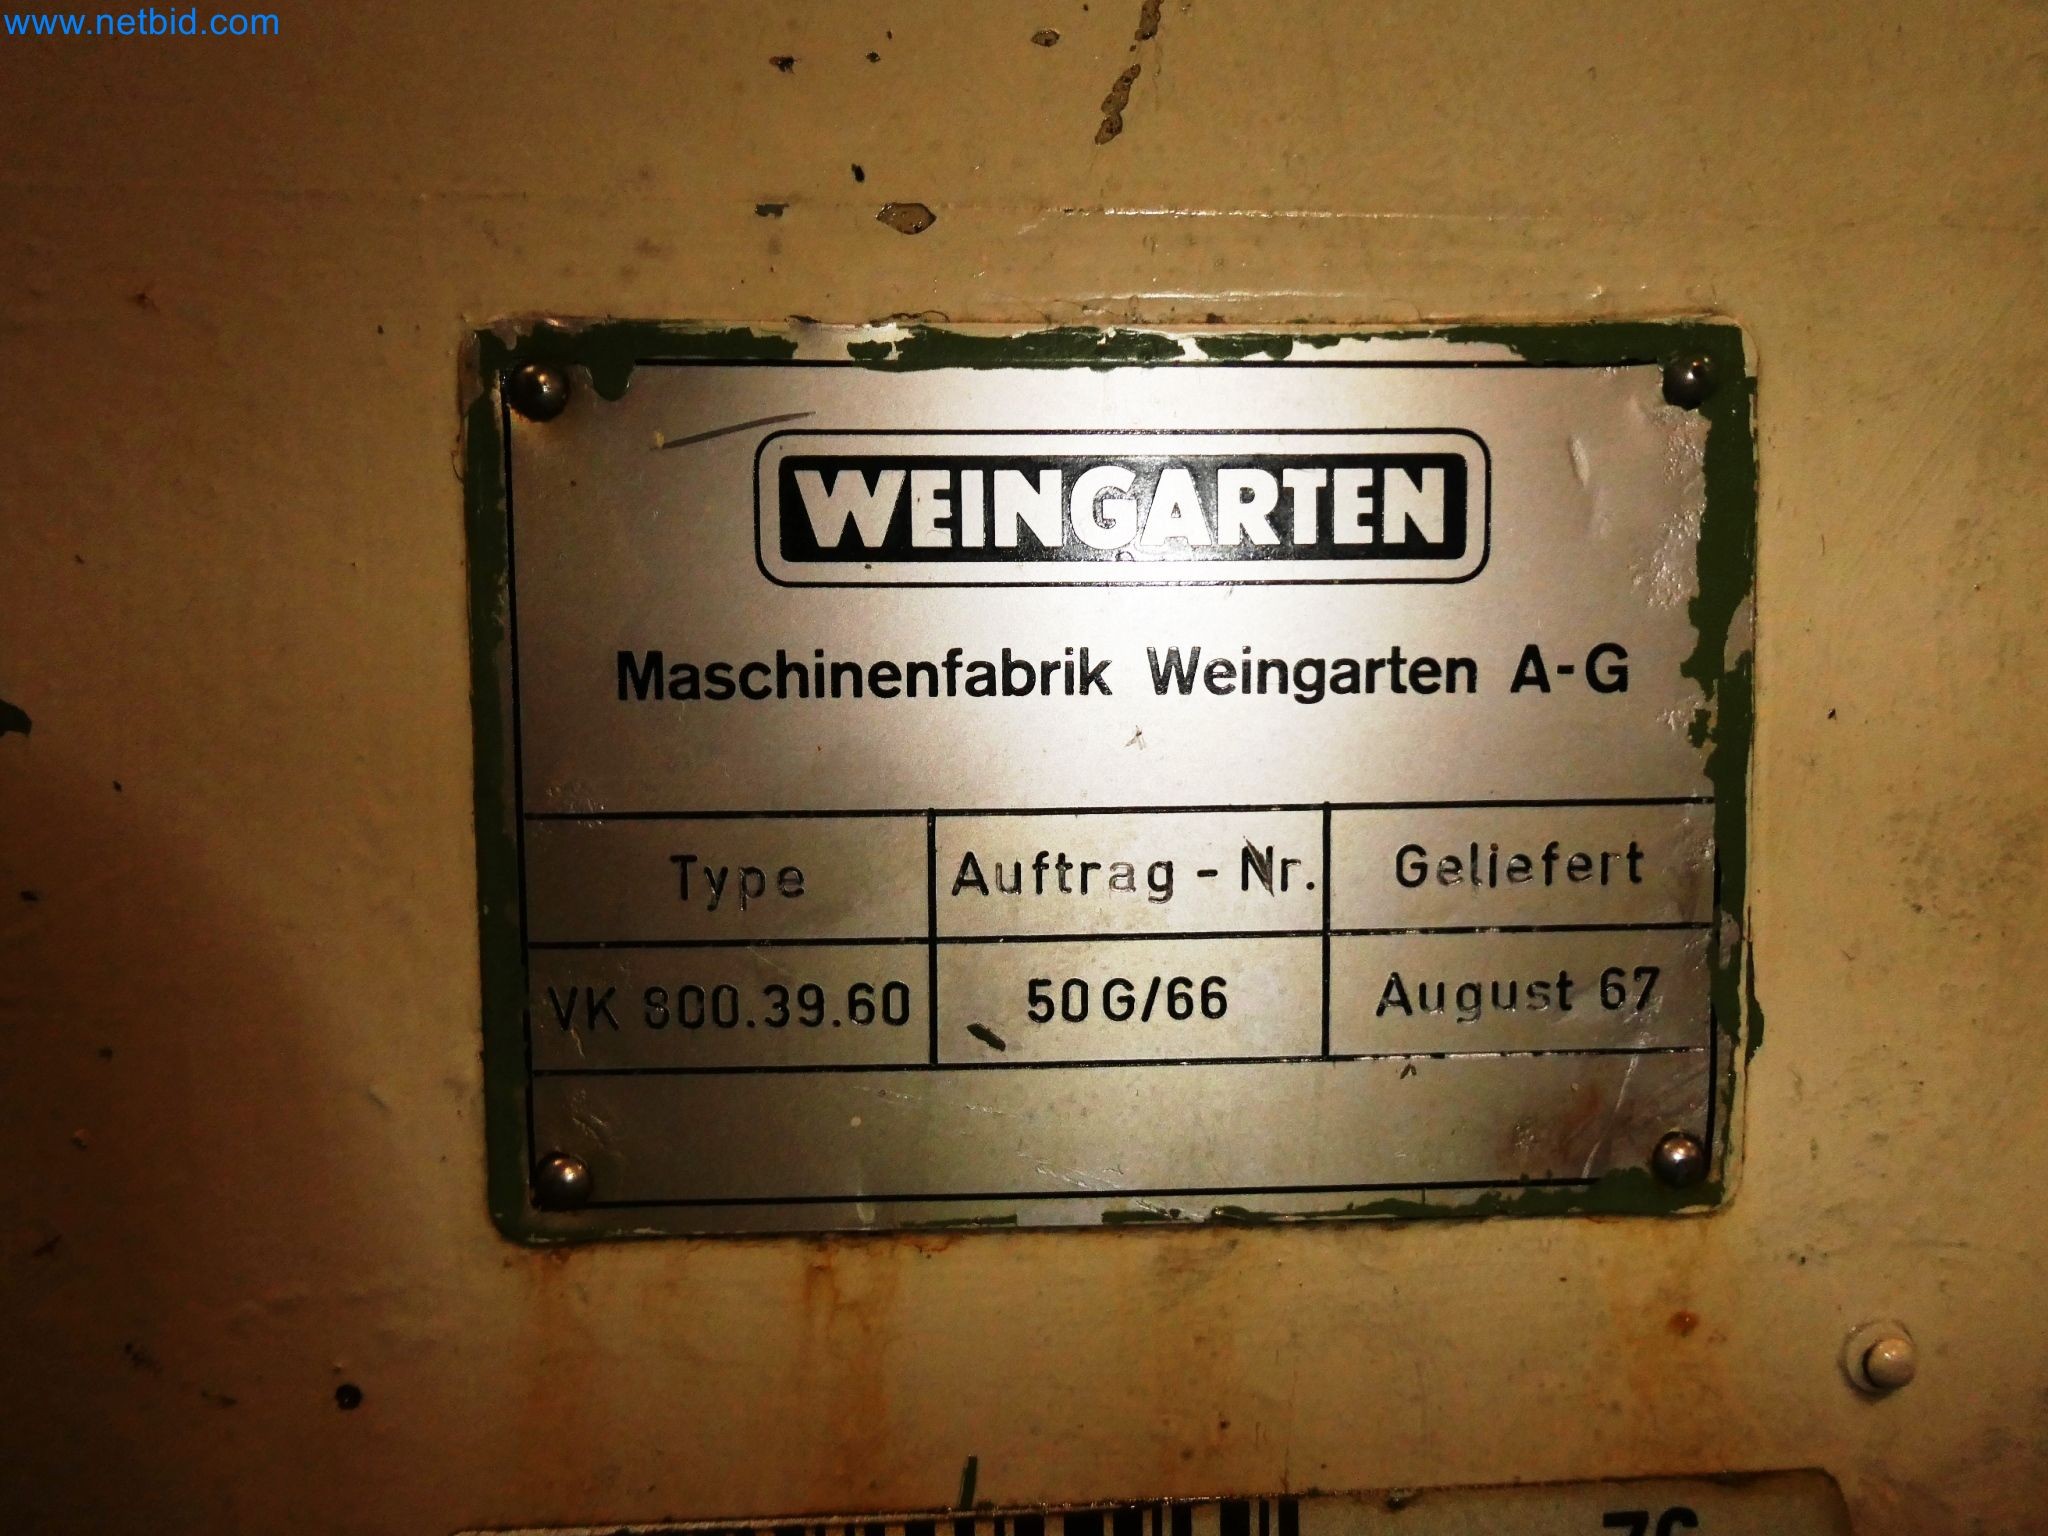 www.netbid.com
WEINGARTEN
Maschinenfabrik Weingarten A-G
Type Auftrag - Nr. Geliefert
VK 800.39.60 50G/66 August 67